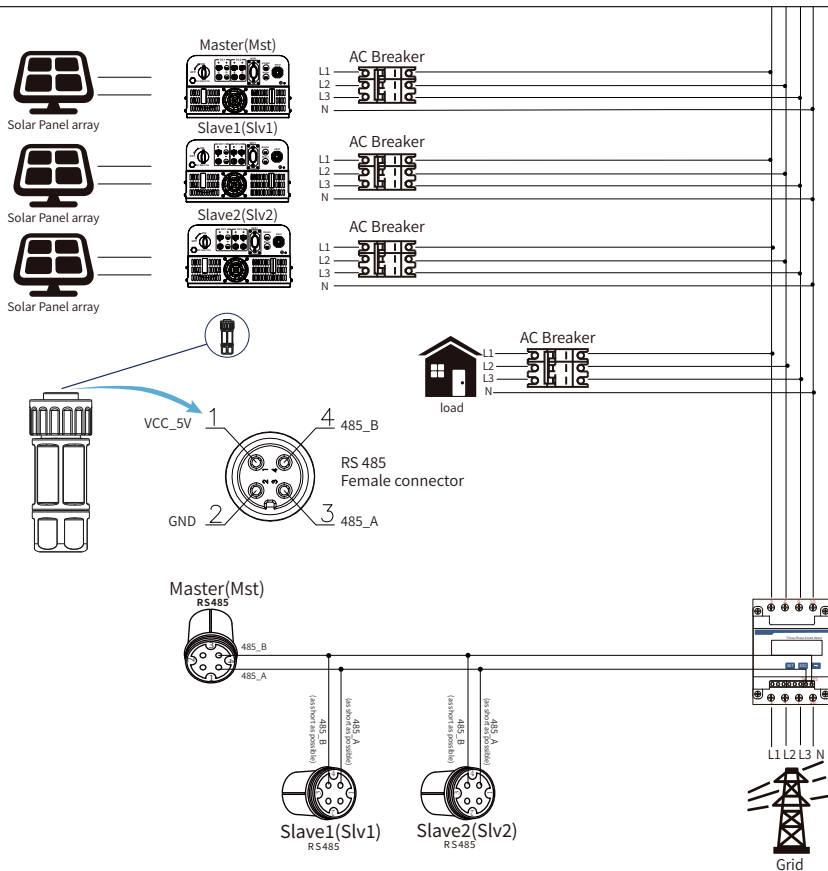 Master(Mst)
AC Breaker
L1
L2
L3
N
Solar Panel array
Slave1(Slv1)
AC Breaker
L1
L2
L3
N
Solar Panel array
Slave2(Slv2)
AC Breaker
L1
L2
L3
N
Solar Panel array
AC Breaker
L1
L2
L3
N
load
VCC_5V
1
4
485_B
RS 485
Female connector
GND
2
3
485_A
1
4
2
3
Master(Mst)
RS485
485_B
485_A
485_B
(as short as possible)
485_A
(as short as possible)
485_B
(as short as possible)
485_A
(as short as possible)
Slave1(Slv1)
RS485
Slave2(Slv2)
RS485
L1 L2 L3 N
Grid